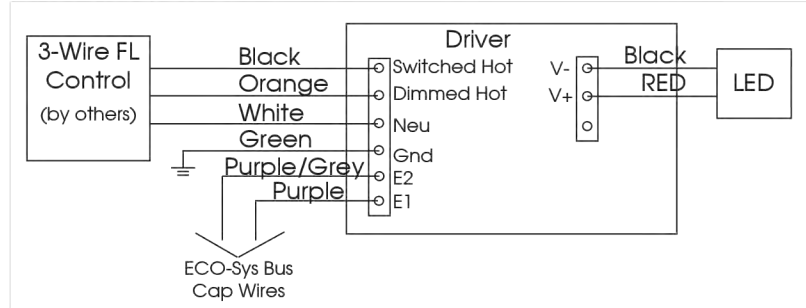 3-Wire FL
Control
(by others)
Black
Orange
White
Green
Purple/Grey
Purple
ECO-Sys Bus
Cap Wires
Driver
Switched Hot
Dimmed Hot
Neu
Gnd
E2
E1
V-
V+
Black
RED
LED